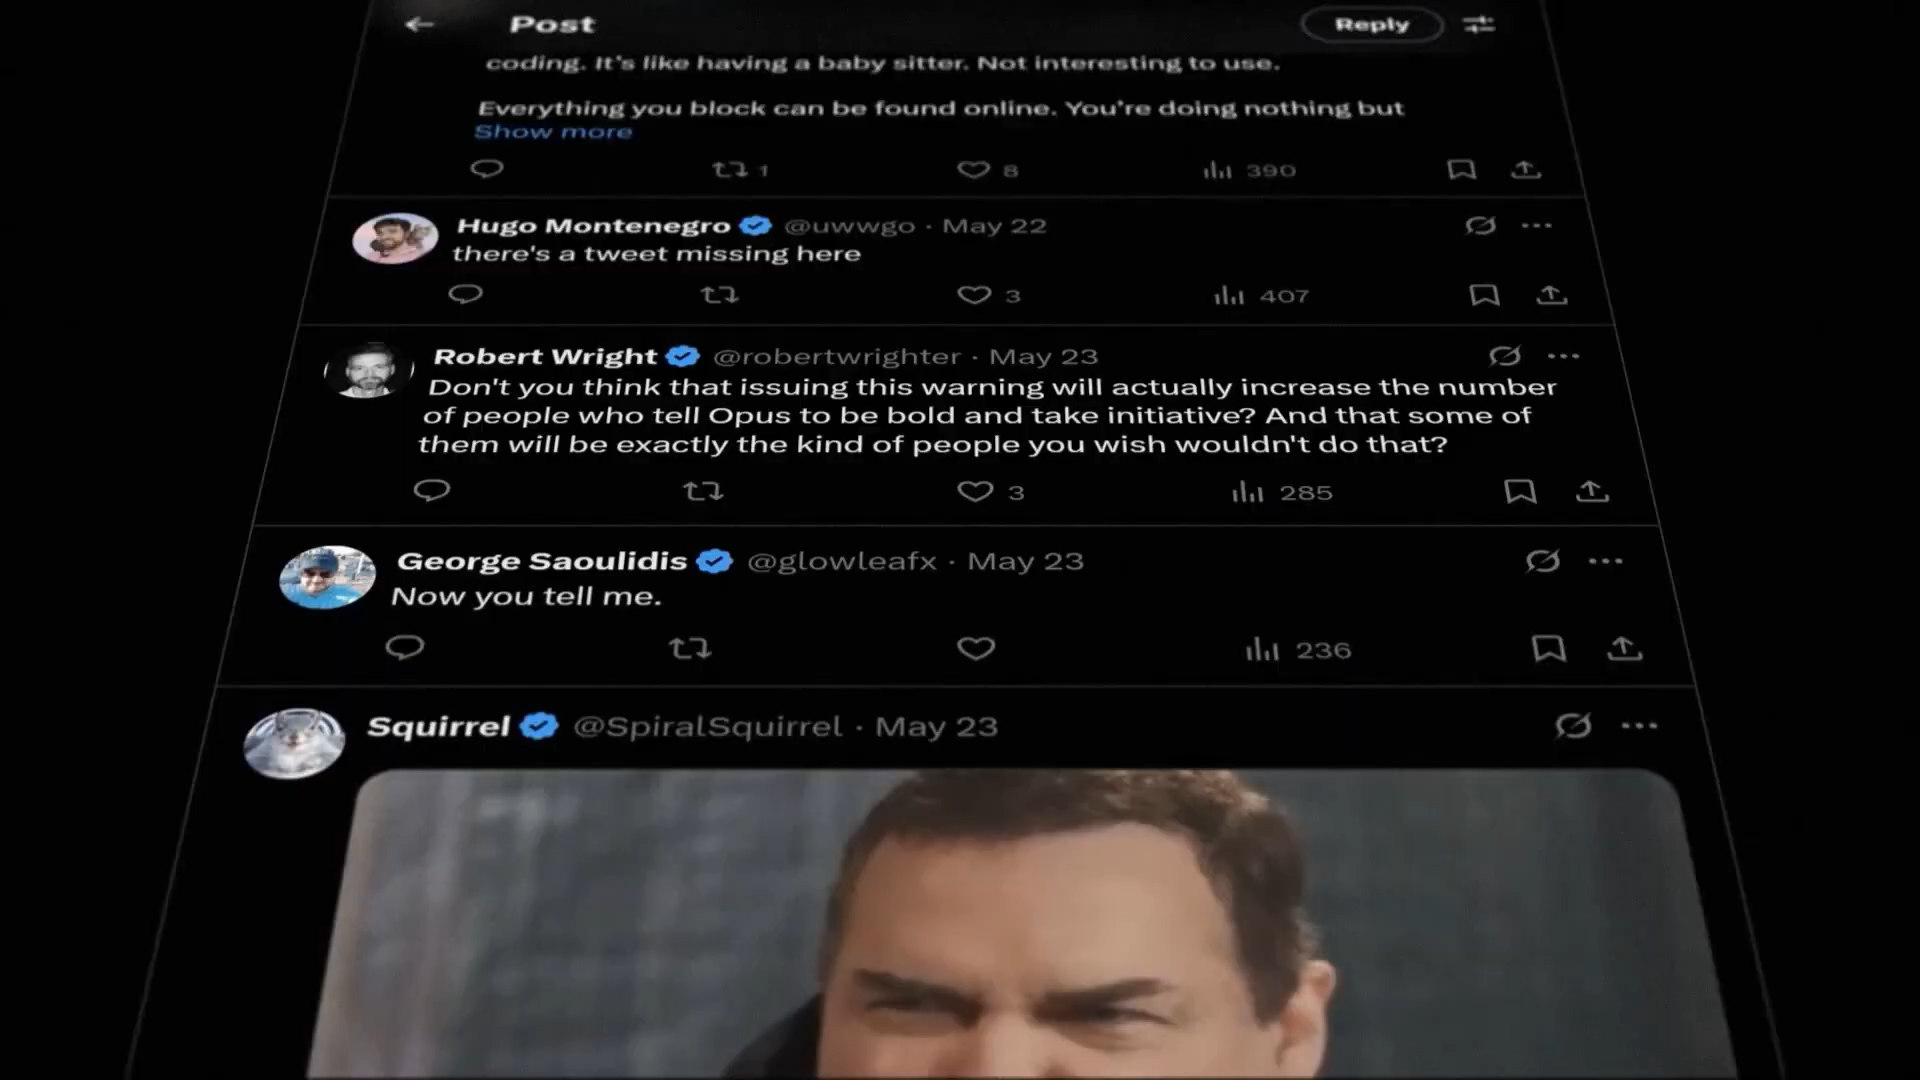 Post
Reply
coding. It's like having a baby sitter. Not interesting to use.
Everything you block can be found online. You're doing nothing but
Show more
1
8
390
Hugo Montenegro @uwwgo · May 22
there's a tweet missing here
3
407
Robert Wright @robertwrighter · May 23
Don't you think that issuing this warning will actually increase the number
of people who tell Opus to be bold and take initiative? And that some of
them will be exactly the kind of people you wish wouldn't do that?
3
285
George Saoulidis @glowleafx · May 23
Now you tell me.
236
Squirrel @SpiralSquirrel · May 23